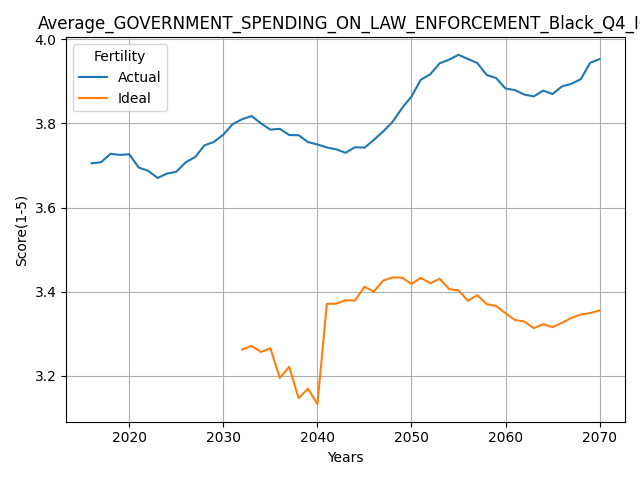 Average_GOVERNMENT_SPENDING_ON_LAW_ENFORCEMENT_Black_Q4_I
Fertility
Actual
Ideal
4.0
3.8
3.6
3.4
3.2
Score(1-5)
2020 2030 2040 2050 2060 2070
Years